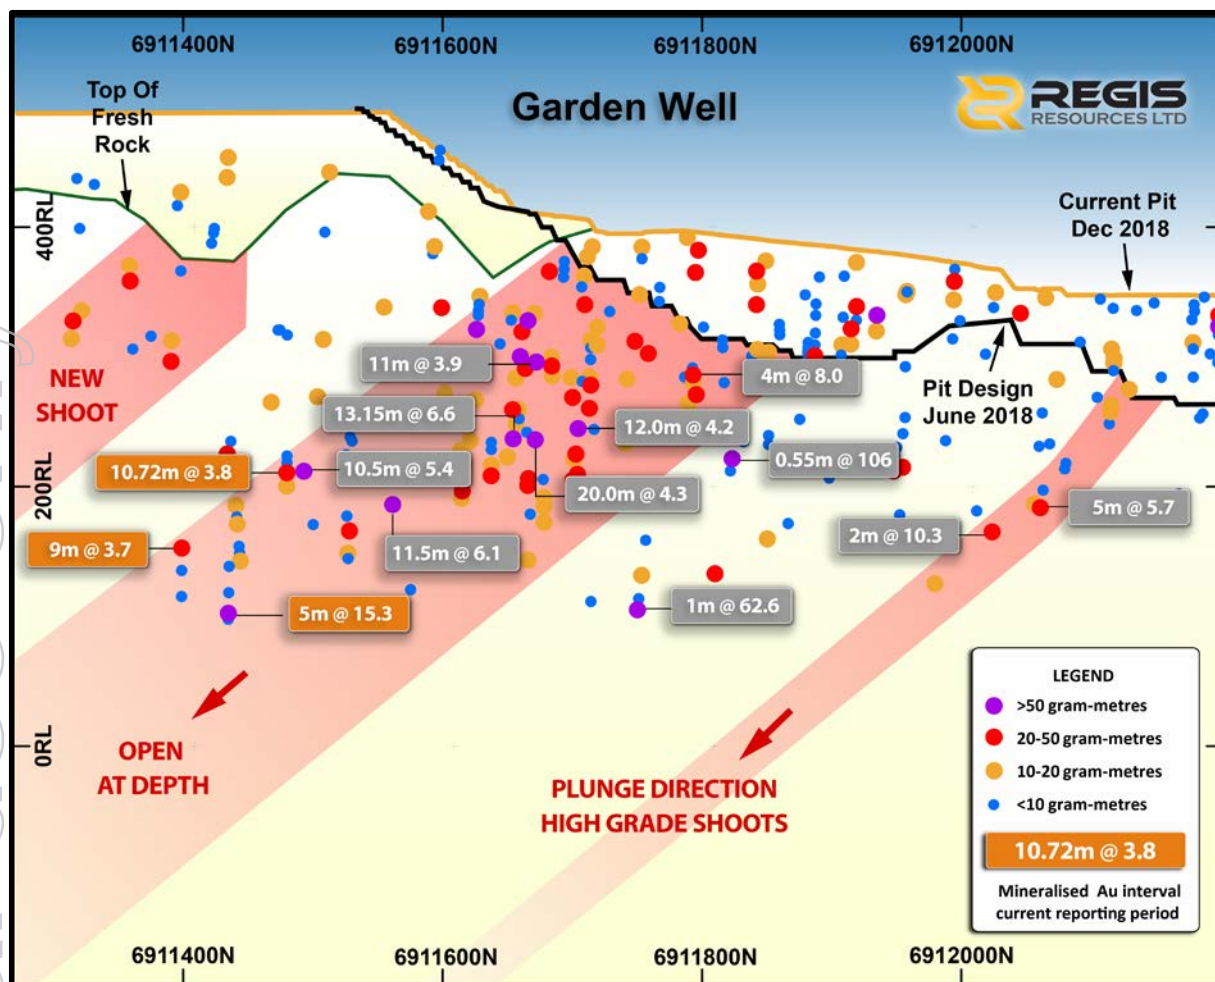 6911400N
6911600N
6911800N
6912000N
Top Of
Fresh
Rock
Garden Well
REGIS
RESOURCES LTD
Current Pit
Dec 2018
400RL
NEW
SHOOT
11m @ 3.9
4m @ 8.0
Pit Design
June 2018
13.15m @ 6.6
12.0m @ 4.2
10.72m @ 3.8
10.5m @ 5.4
0.55m @ 106
200RL
20.0m @ 4.3
5m @ 5.7
9m @ 3.7
11.5m @ 6.1
2m @ 10.3
5m @ 15.3
1m @ 62.6
0RL
OPEN
AT DEPTH
PLUNGE DIRECTION
HIGH GRADE SHOOTS
LEGEND
>50 gram-metres
20-50 gram-metres
10-20 gram-metres
<10 gram-metres
10.72m @ 3.8
Mineralised Au interval
current reporting period
6911400N
6911600N
6911800N
6912000N